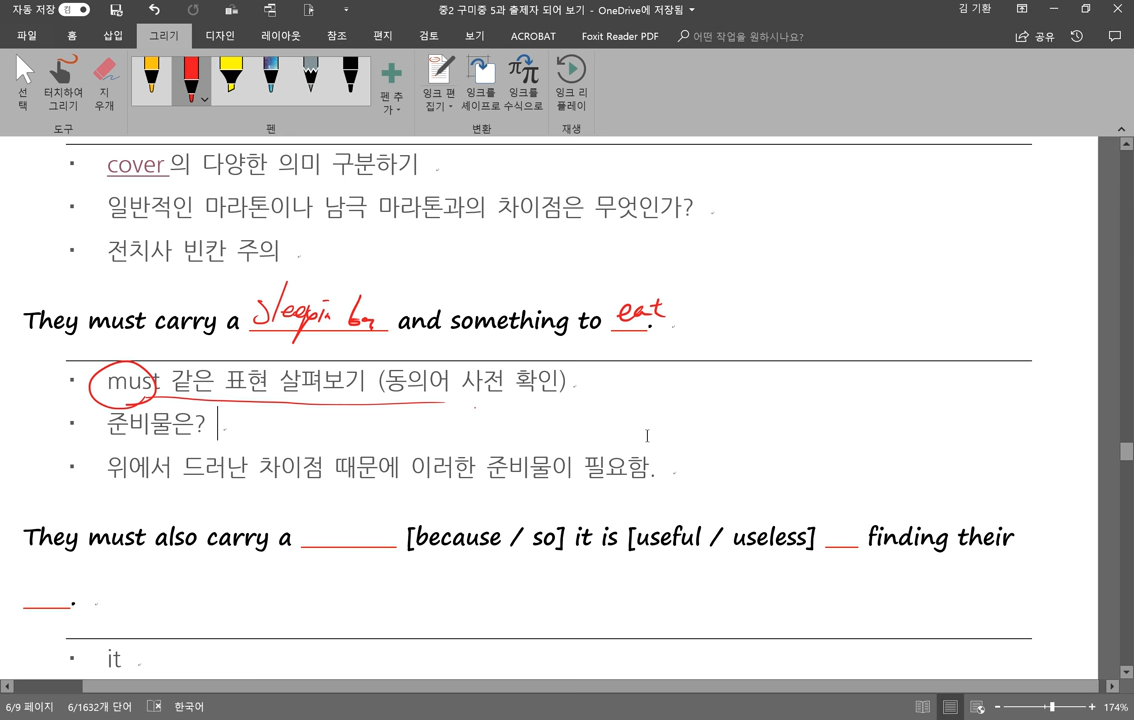 자동 저장 컴 중2 구미중 5과 출제자 되어 보기 - OneDrive에 저장됨 김 기환
파일 홈 삽입 그리기 디자인 레이아웃 참조 편지 검토 보기 ACROBAT Foxit Reader PDF 어떤 작업을 원하시나요? 공유
선택 터치하여 그리기 지우개 펜 추가 잉크 편집기 잉크를 셰이프로 잉크를 수식으로 잉크 리플레이
도구 펜 변환 재생
· cover의 다양한 의미 구분하기
· 일반적인 마라톤이나 남극 마라톤과의 차이점은 무엇인가?
· 전치사 빈칸 주의
They must carry a sleepin and something to eat.
· must 같은 표현 살펴보기 (동의어 사전 확인)
· 준비물은?
· 위에서 드러난 차이점 때문에 이러한 준비물이 필요함.
They must also carry a ______ [because / so] it is [useful / useless] __ finding their
___.
· it
6/9 페이지 6/1632개 단어 한국어 174%